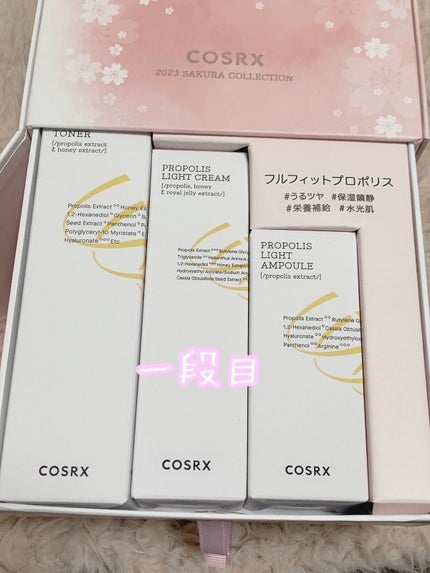 COSRX
2023 SAKURA COLLECTION
TONER
[/propolis extract
& honey extract/]
Propolis Extract Honey E
1,2-Hexanediol Glycerin B
Seed Extract Panthenol P
Polyglyceryl-10 Myristate E
Hyaluronate Etc
COSRX
PROPOLIS
LIGHT CREAM
[/propolis, honey
& royal jelly extract/]
Propolis Extract Butylene Glyc
Triglyceride Helianthus Annuus
1,2-Hexanediol Honey Extract
Hydroxyethyl Acrylate/Sodium Acr
Cassia Obtusifolia Seed Extract
COSRX
フルフィットプロポリス
#うるツヤ #保湿鎮静
#栄養補給 #水光肌
PROPOLIS
LIGHT
AMPOULE
[/propolis extract/]
Propolis Extract Butylene Gl
1,2-Hexanediol Cassia Obtus
Hyaluronate Hydroxyethylce
Panthenol Arginine
COSRX
一段目